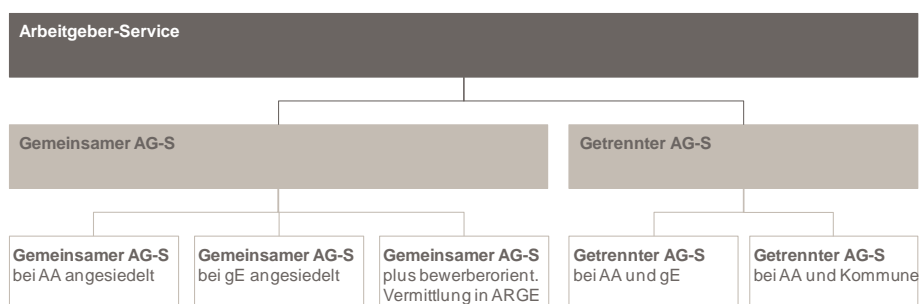 Arbeitgeber-Service
Gemeinsamer AG-S
Getrennter AG-S
Gemeinsamer AG-S
bei AA angesiedelt
Gemeinsamer AG-S
bei gE angesiedelt
Gemeinsamer AG-S
plus bewerberorient.
Vermittlung in ARGE
Getrennter AG-S
bei AA und gE
Getrennter AG-S
bei AA und Kommune